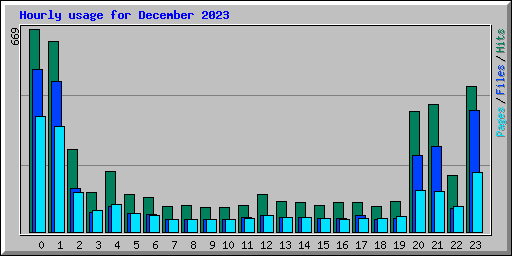 Hourly usage for December 2023
669
Pages / Files / Hits
0 1 2 3 4 5 6 7 8 9 10 11 12 13 14 15 16 17 18 19 20 21 22 23